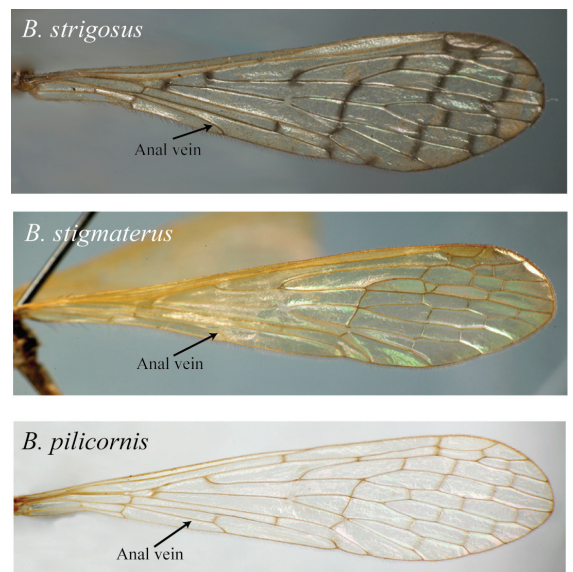 B. strigosus
Anal vein
B. stigmaterus
Anal vein
B. pilicornis
Anal vein